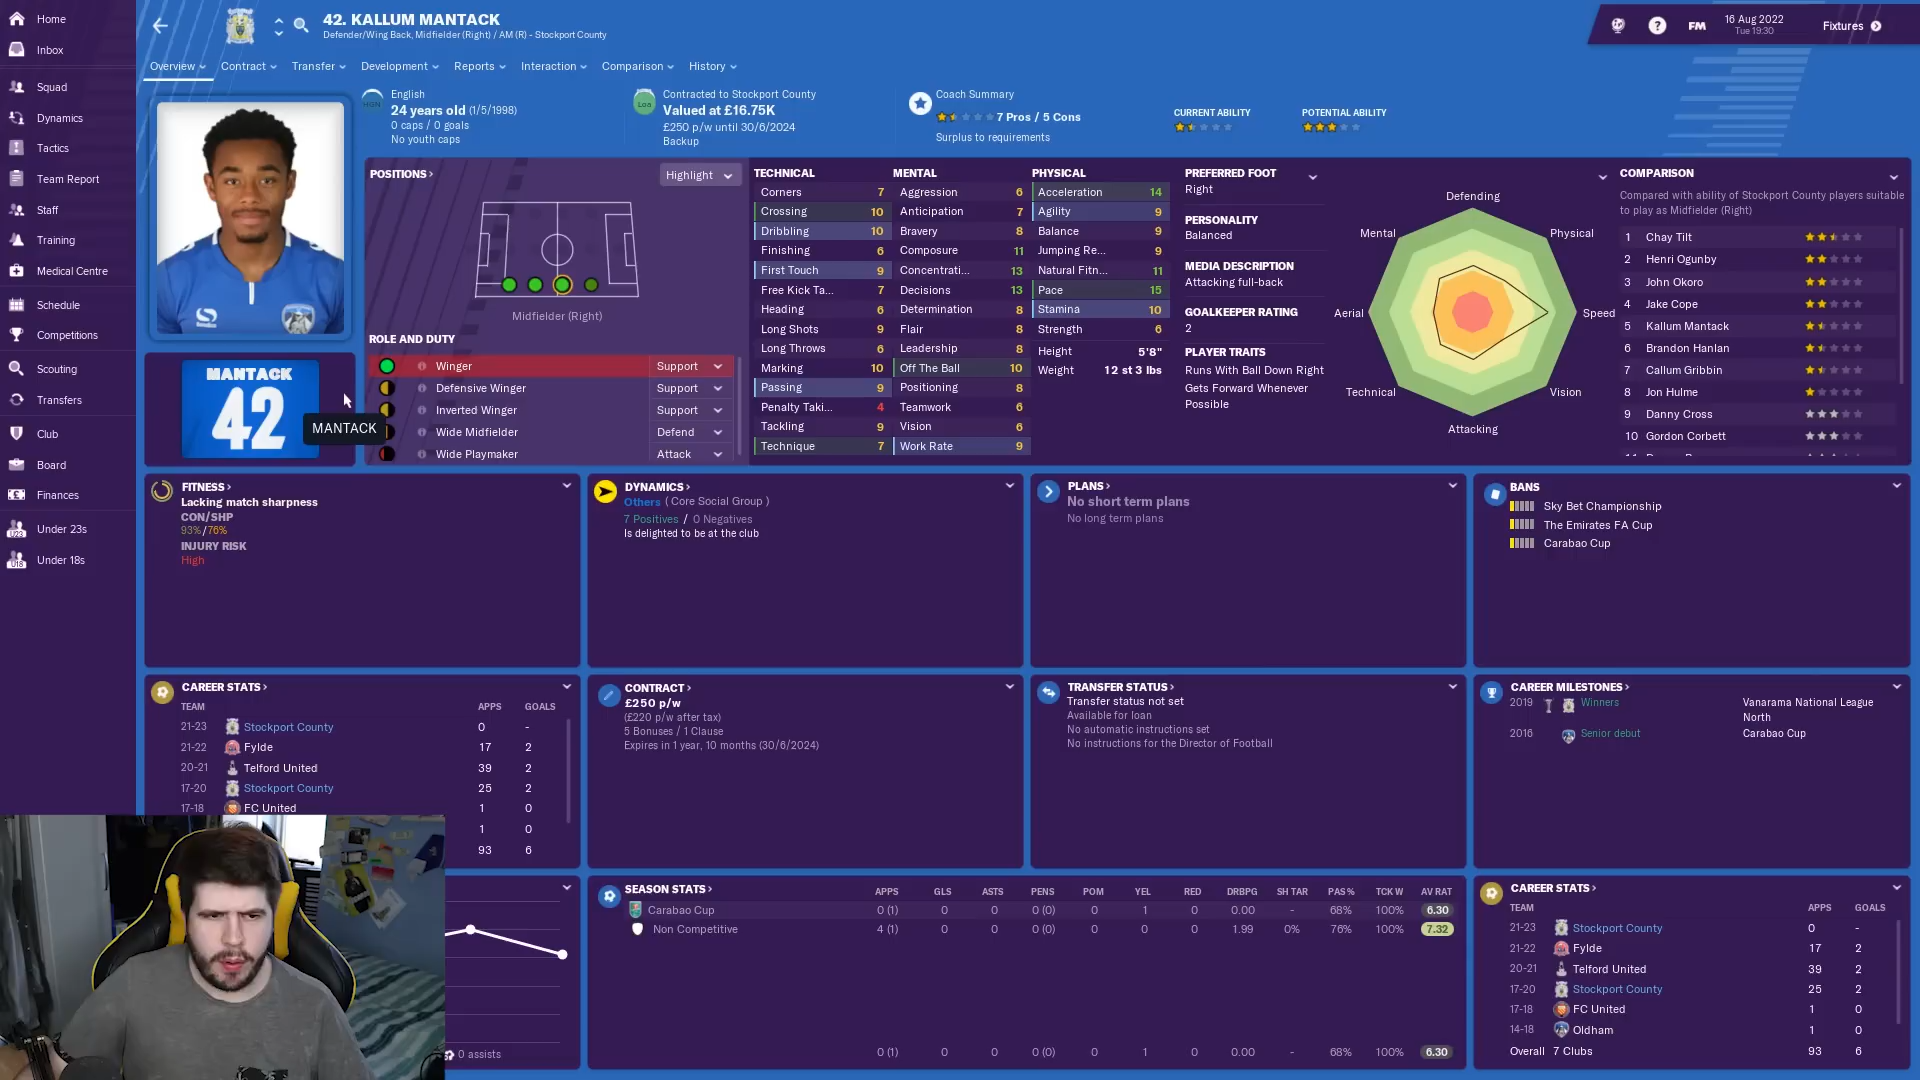 Home
Inbox
Squad
Dynamics
Tactics
Team Report
Staff
Training
Medical Centre
Schedule
Competitions
Scouting
Transfers
Club
Board
Finances
U23
Under 23s
U18
Under 18s
42. KALLUM MANTACK
Defender/Wing Back, Midfielder (Right) / AM (R) - Stockport County
FM
16 Aug 2022
Tue 19:30
Fixtures
Overview
Contract
Transfer
Development
Reports
Interaction
Comparison
History
HGN
English
24 years old (1/5/1998)
0 caps / 0 goals
No youth caps
Loa
Contracted to Stockport County
Valued at £16.75K
£250 p/w until 30/6/2024
Backup
Coach Summary
7 Pros / 5 Cons
Surplus to requirements
CURRENT ABILITY
POTENTIAL ABILITY
MANTACK
42
MANTACK
POSITIONS
Highlight
Midfielder (Right)
ROLE AND DUTY
Winger Support
Defensive Winger Support
Inverted Winger Support
Wide Midfielder Defend
Wide Playmaker Attack
TECHNICAL
Corners 7
Crossing 10
Dribbling 10
Finishing 6
First Touch 9
Free Kick Ta... 7
Heading 6
Long Shots 9
Long Throws 6
Marking 10
Passing 9
Penalty Taki... 4
Tackling 9
Technique 7
MENTAL
Aggression 6
Anticipation 7
Bravery 8
Composure 11
Concentrati... 13
Decisions 13
Determination 8
Flair 8
Leadership 8
Off The Ball 10
Positioning 8
Teamwork 6
Vision 6
Work Rate 9
PHYSICAL
Acceleration 14
Agility 9
Balance 9
Jumping Re... 9
Natural Fitn... 11
Pace 15
Stamina 10
Strength 6
Height 5'8"
Weight 12 st 3 lbs
PREFERRED FOOT
Right
PERSONALITY
Balanced
MEDIA DESCRIPTION
Attacking full-back
GOALKEEPER RATING
2
PLAYER TRAITS
Runs With Ball Down Right
Gets Forward Whenever
Possible
Defending
Physical
Speed
Vision
Attacking
Technical
Aerial
Mental
COMPARISON
Compared with ability of Stockport County players suitable
to play as Midfielder (Right)
1 Chay Tilt
2 Henri Ogunby
3 John Okoro
4 Jake Cope
5 Kallum Mantack
6 Brandon Hanlan
7 Callum Gribbin
8 Jon Hulme
9 Danny Cross
10 Gordon Corbett
FITNESS
Lacking match sharpness
CON/SHP
93%/76%
INJURY RISK
High
DYNAMICS
Others ( Core Social Group )
7 Positives / 0 Negatives
Is delighted to be at the club
PLANS
No short term plans
No long term plans
BANS
Sky Bet Championship
The Emirates FA Cup
Carabao Cup
CAREER STATS
TEAM APPS GOALS
21-23 Stockport County 0 -
21-22 Fylde 17 2
20-21 Telford United 39 2
17-20 Stockport County 25 2
17-18 FC United 1 0
1 0
93 6
CONTRACT
£250 p/w
(£220 p/w after tax)
5 Bonuses / 1 Clause
Expires in 1 year, 10 months (30/6/2024)
TRANSFER STATUS
Transfer status not set
Available for loan
No automatic instructions set
No instructions for the Director of Football
CAREER MILESTONES
2019 Winners Vanarama National League
North
2016 Senior debut Carabao Cup
0 assists
SEASON STATS APPS GLS ASTS PENS POM YEL RED DRBPG SH TAR PAS % TCK W AV RAT
Carabao Cup 0 (1) 0 0 0 (0) 0 1 0 0.00 - 68% 100% 6.30
Non Competitive 4 (1) 0 0 0 (0) 0 0 0 1.99 0% 76% 100% 7.32
0 (1) 0 0 0 (0) 0 1 0 0.00 - 68% 100% 6.30
CAREER STATS
TEAM APPS GOALS
21-23 Stockport County 0 -
21-22 Fylde 17 2
20-21 Telford United 39 2
17-20 Stockport County 25 2
17-18 FC United 1 0
14-18 Oldham 1 0
Overall 7 Clubs 93 6